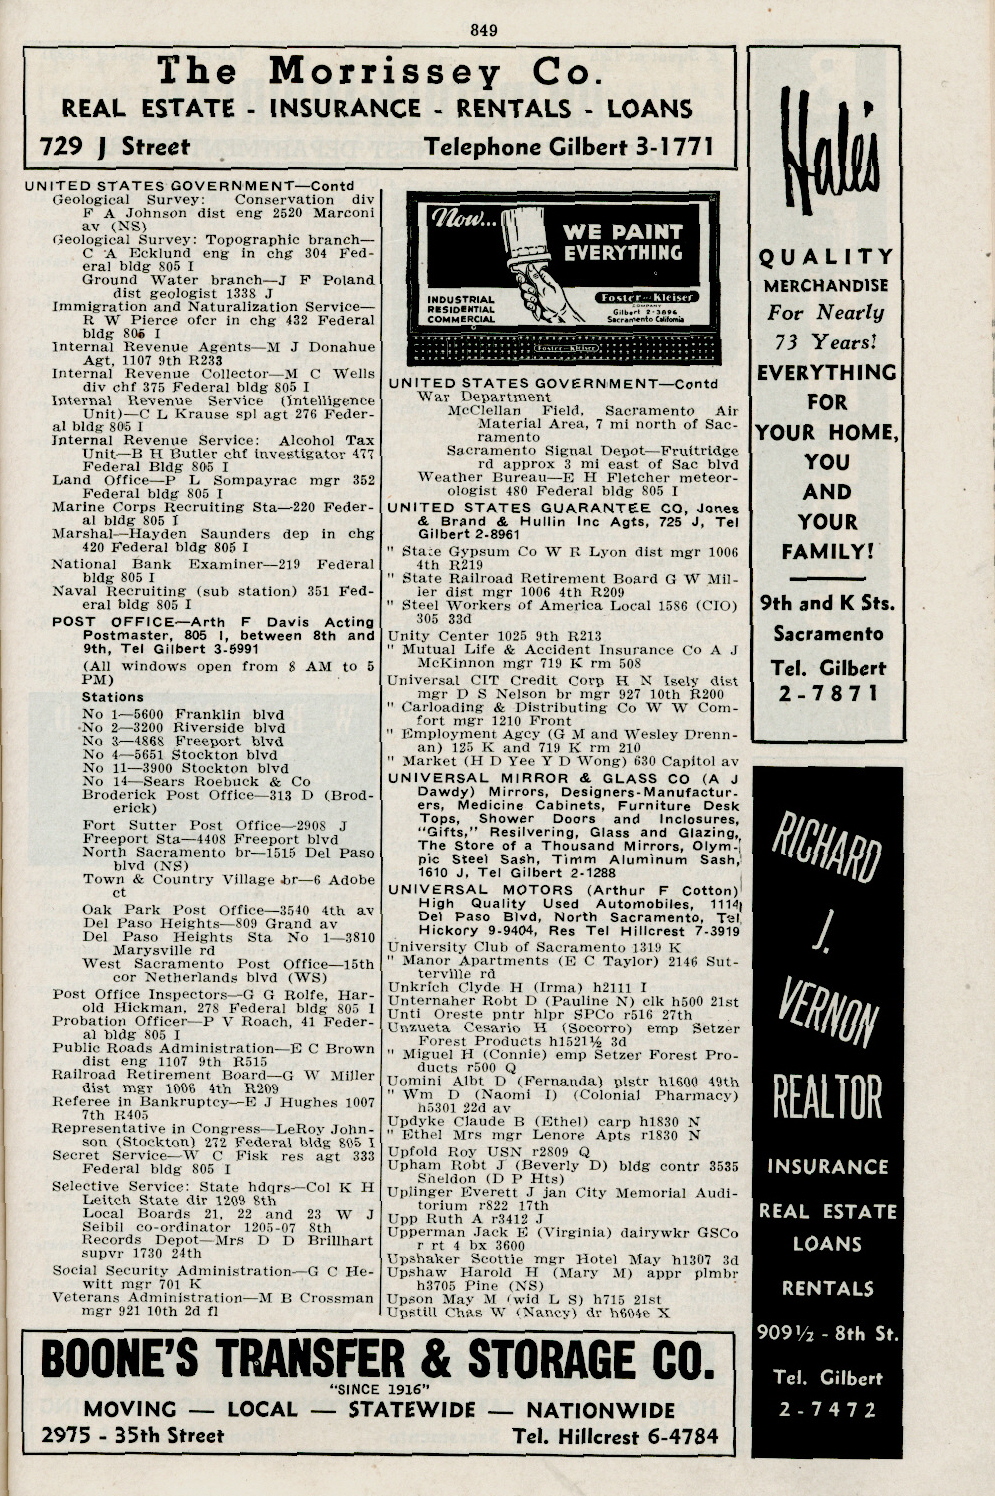 849
The Morrissey Co.
REAL ESTATE - INSURANCE - RENTALS - LOANS
729 J Street Telephone Gilbert 3-1771
UNITED STATES GOVERNMENT—Contd
Geological Survey: Conservation div
F A Johnson dist eng 2520 Marconi
av (NS)
Geological Survey: Topographic branch—
C A Ecklund eng in chg 304 Fed-
eral bldg 805 I
Ground Water branch—J F Poland
dist geologist 1338 J
Immigration and Naturalization Service—
R W Pierce ofcr in chg 432 Federal
bldg 805 I
Internal Revenue Agents—M J Donahue
Agt, 1107 9th R233
Internal Revenue Collector—M C Wells
div chf 375 Federal bldg 805 I
Internal Revenue Service (Intelligence
Unit)—C L Krause spl agt 276 Feder-
al bldg 805 I
Internal Revenue Service: Alcohol Tax
Unit—B H Butler chf investigator 477
Federal Bldg 805 I
Land Office—P L Sompayrac mgr 352
Federal bldg 805 I
Marine Corps Recruiting Sta—220 Feder-
al bldg 805 I
Marshal—Hayden Saunders dep in chg
420 Federal bldg 805 I
National Bank Examiner—219 Federal
bldg 805 I
Naval Recruiting (sub station) 351 Fed-
eral bldg 805 I
POST OFFICE—Arth F Davis Acting
Postmaster, 805 I, between 8th and
9th, Tel Gilbert 3-5991
(All windows open from 8 AM to 5
PM)
Stations
No 1—5600 Franklin blvd
No 2—3200 Riverside blvd
No 3—4868 Freeport blvd
No 4—5651 Stockton blvd
No 11—3900 Stockton blvd
No 14—Sears Roebuck & Co
Broderick Post Office—313 D (Brod-
erick)
Fort Sutter Post Office—2908 J
Freeport Sta—4408 Freeport blvd
North Sacramento br—1515 Del Paso
blvd (NS)
Town & Country Village br—6 Adobe
ct
Oak Park Post Office—3540 4th av
Del Paso Heights—809 Grand av
Del Paso Heights Sta No 1—3810
Marysville rd
West Sacramento Post Office—15th
cor Netherlands blvd (WS)
Post Office Inspectors—G G Rolfe, Har-
old Hickman, 278 Federal bldg 805 I
Probation Officer—P V Roach, 41 Feder-
al bldg 805 I
Public Roads Administration—E C Brown
dist eng 1107 9th R515
Railroad Retirement Board—G W Miller
dist mgr 1006 4th R209
Referee in Bankruptcy—E J Hughes 1007
7th R405
Representative in Congress—LeRoy John-
son (Stockton) 272 Federal bldg 805 I
Secret Service—W C Fisk res agt 333
Federal bldg 805 I
Selective Service: State hdqrs—Col K H
Leitch State dir 1209 8th
Local Boards 21, 22 and 23 W J
Seibil co-ordinator 1205-07 8th
Records Depot—Mrs D D Brillhart
supvr 1730 24th
Social Security Administration—G C He-
witt mgr 701 K
Veterans Administration—M B Crossman
mgr 921 10th 2d fl
Now...
WE PAINT
EVERYTHING
INDUSTRIAL
RESIDENTIAL
COMMERCIAL
Foster and Kleiser
COMPANY
Gilbert 2-3896
Sacramento California
Foster and Kleiser
UNITED STATES GOVERNMENT—Contd
War Department
McClellan Field, Sacramento Air
Material Area, 7 mi north of Sac-
ramento
Sacramento Signal Depot—Fruitridge
rd approx 3 mi east of Sac blvd
Weather Bureau—E H Fletcher meteor-
ologist 480 Federal bldg 805 I
UNITED STATES GUARANTEE CO, Jones
& Brand & Hullin Inc Agts, 725 J, Tel
Gilbert 2-8961
" State Gypsum Co W R Lyon dist mgr 1006
4th R219
" State Railroad Retirement Board G W Mil-
ler dist mgr 1006 4th R209
" Steel Workers of America Local 1586 (CIO)
305 33d
Unity Center 1025 9th R213
" Mutual Life & Accident Insurance Co A J
McKinnon mgr 719 K rm 508
Universal CIT Credit Corp H N Isely dist
mgr D S Nelson br mgr 927 10th R200
" Carloading & Distributing Co W W Com-
fort mgr 1210 Front
" Employment Agcy (G M and Wesley Drenn-
an) 125 K and 719 K rm 210
" Market (H D Yee Y D Wong) 630 Capitol av
UNIVERSAL MIRROR & GLASS CO (A J
Dawdy) Mirrors, Designers-Manufactur-
ers, Medicine Cabinets, Furniture Desk
Tops, Shower Doors and Inclosures,
"Gifts," Resilvering, Glass and Glazing,
The Store of a Thousand Mirrors, Olym-
pic Steel Sash, Timm Aluminum Sash,
1610 J, Tel Gilbert 2-1288
UNIVERSAL MOTORS (Arthur F Cotton)
High Quality Used Automobiles, 1114
Del Paso Blvd, North Sacramento, Tel
Hickory 9-9404, Res Tel Hillcrest 7-3919
University Club of Sacramento 1319 K
" Manor Apartments (E C Taylor) 2146 Sut-
terville rd
Unkrich Clyde H (Irma) h2111 I
Unternaher Robt D (Pauline N) clk h500 21st
Unti Oreste pntr hlpr SPCo r516 27th
Unzueta Cesario H (Socorro) emp Setzer
Forest Products h1521½ 3d
" Miguel H (Connie) emp Setzer Forest Pro-
ducts r500 Q
Uomini Albt D (Fernanda) plstr h1600 49th
" Wm D (Naomi I) (Colonial Pharmacy)
h5301 22d av
Updyke Claude B (Ethel) carp h1830 N
" Ethel Mrs mgr Lenore Apts r1830 N
Upfold Roy USN r2809 Q
Upham Robt J (Beverly D) bldg contr 3535
Sheldon (D P Hts)
Uplinger Everett J jan City Memorial Audi-
torium r822 17th
Upp Ruth A r3412 J
Upperman Jack E (Virginia) dairywkr GSCo
r rt 4 bx 3600
Upshaker Scottie mgr Hotel May h1307 3d
Upshaw Harold H (Mary M) appr plmbr
h3705 Pine (NS)
Upson May M (wid L S) h715 21st
Upstill Chas W (Nancy) dr h604e X
Hale's
QUALITY
MERCHANDISE
For Nearly
73 Years!
EVERYTHING
FOR
YOUR HOME,
YOU
AND
YOUR
FAMILY!
9th and K Sts.
Sacramento
Tel. Gilbert
2-7871
RICHARD
J.
VERNON
REALTOR
INSURANCE
REAL ESTATE
LOANS
RENTALS
909½ - 8th St.
Tel. Gilbert
2-7472
BOONE'S TRANSFER & STORAGE CO.
"SINCE 1916"
MOVING — LOCAL — STATEWIDE — NATIONWIDE
2975 - 35th Street Tel. Hillcrest 6-4784